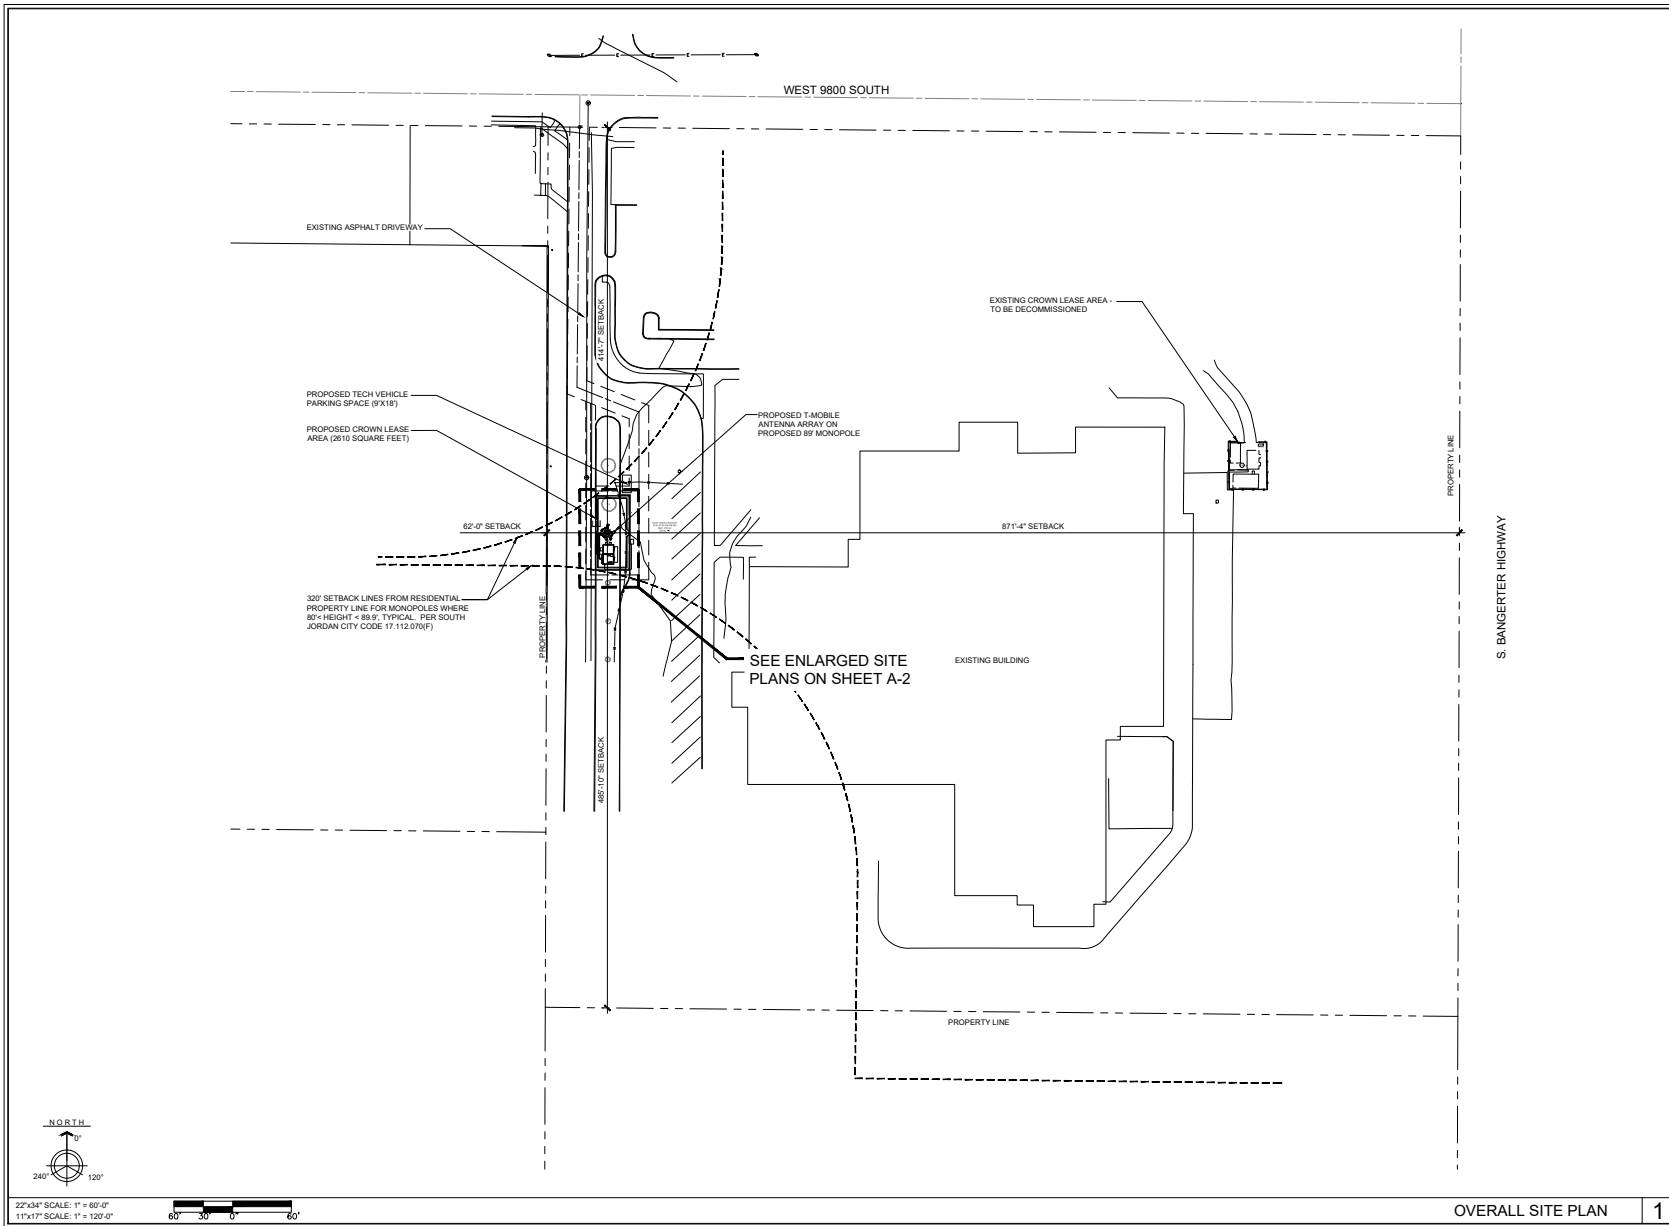 WEST 9800 SOUTH
EXISTING ASPHALT DRIVEWAY
414'-7" SETBACK
EXISTING CROWN LEASE AREA -
TO BE DECOMMISSIONED
PROPOSED TECH VEHICLE
PARKING SPACE (9'X18')
PROPOSED CROWN LEASE
AREA (2610 SQUARE FEET)
PROPOSED T-MOBILE
ANTENNA ARRAY ON
PROPOSED 89' MONOPOLE
PROPERTY LINE
62'-0" SETBACK
871'-4" SETBACK
S. BANGERTER HIGHWAY
320' SETBACK LINES FROM RESIDENTIAL
PROPERTY LINE FOR MONOPOLES WHERE
80'< HEIGHT < 89.9', TYPICAL. PER SOUTH
JORDAN CITY CODE 17.112.070(F)
PROPERTY LINE
SEE ENLARGED SITE
PLANS ON SHEET A-2
EXISTING BUILDING
485'-10" SETBACK
PROPERTY LINE
NORTH
0°
240°
120°
22"x34" SCALE: 1" = 60'-0"
11"x17" SCALE: 1" = 120'-0"
60' 30' 0' 60'
OVERALL SITE PLAN
1